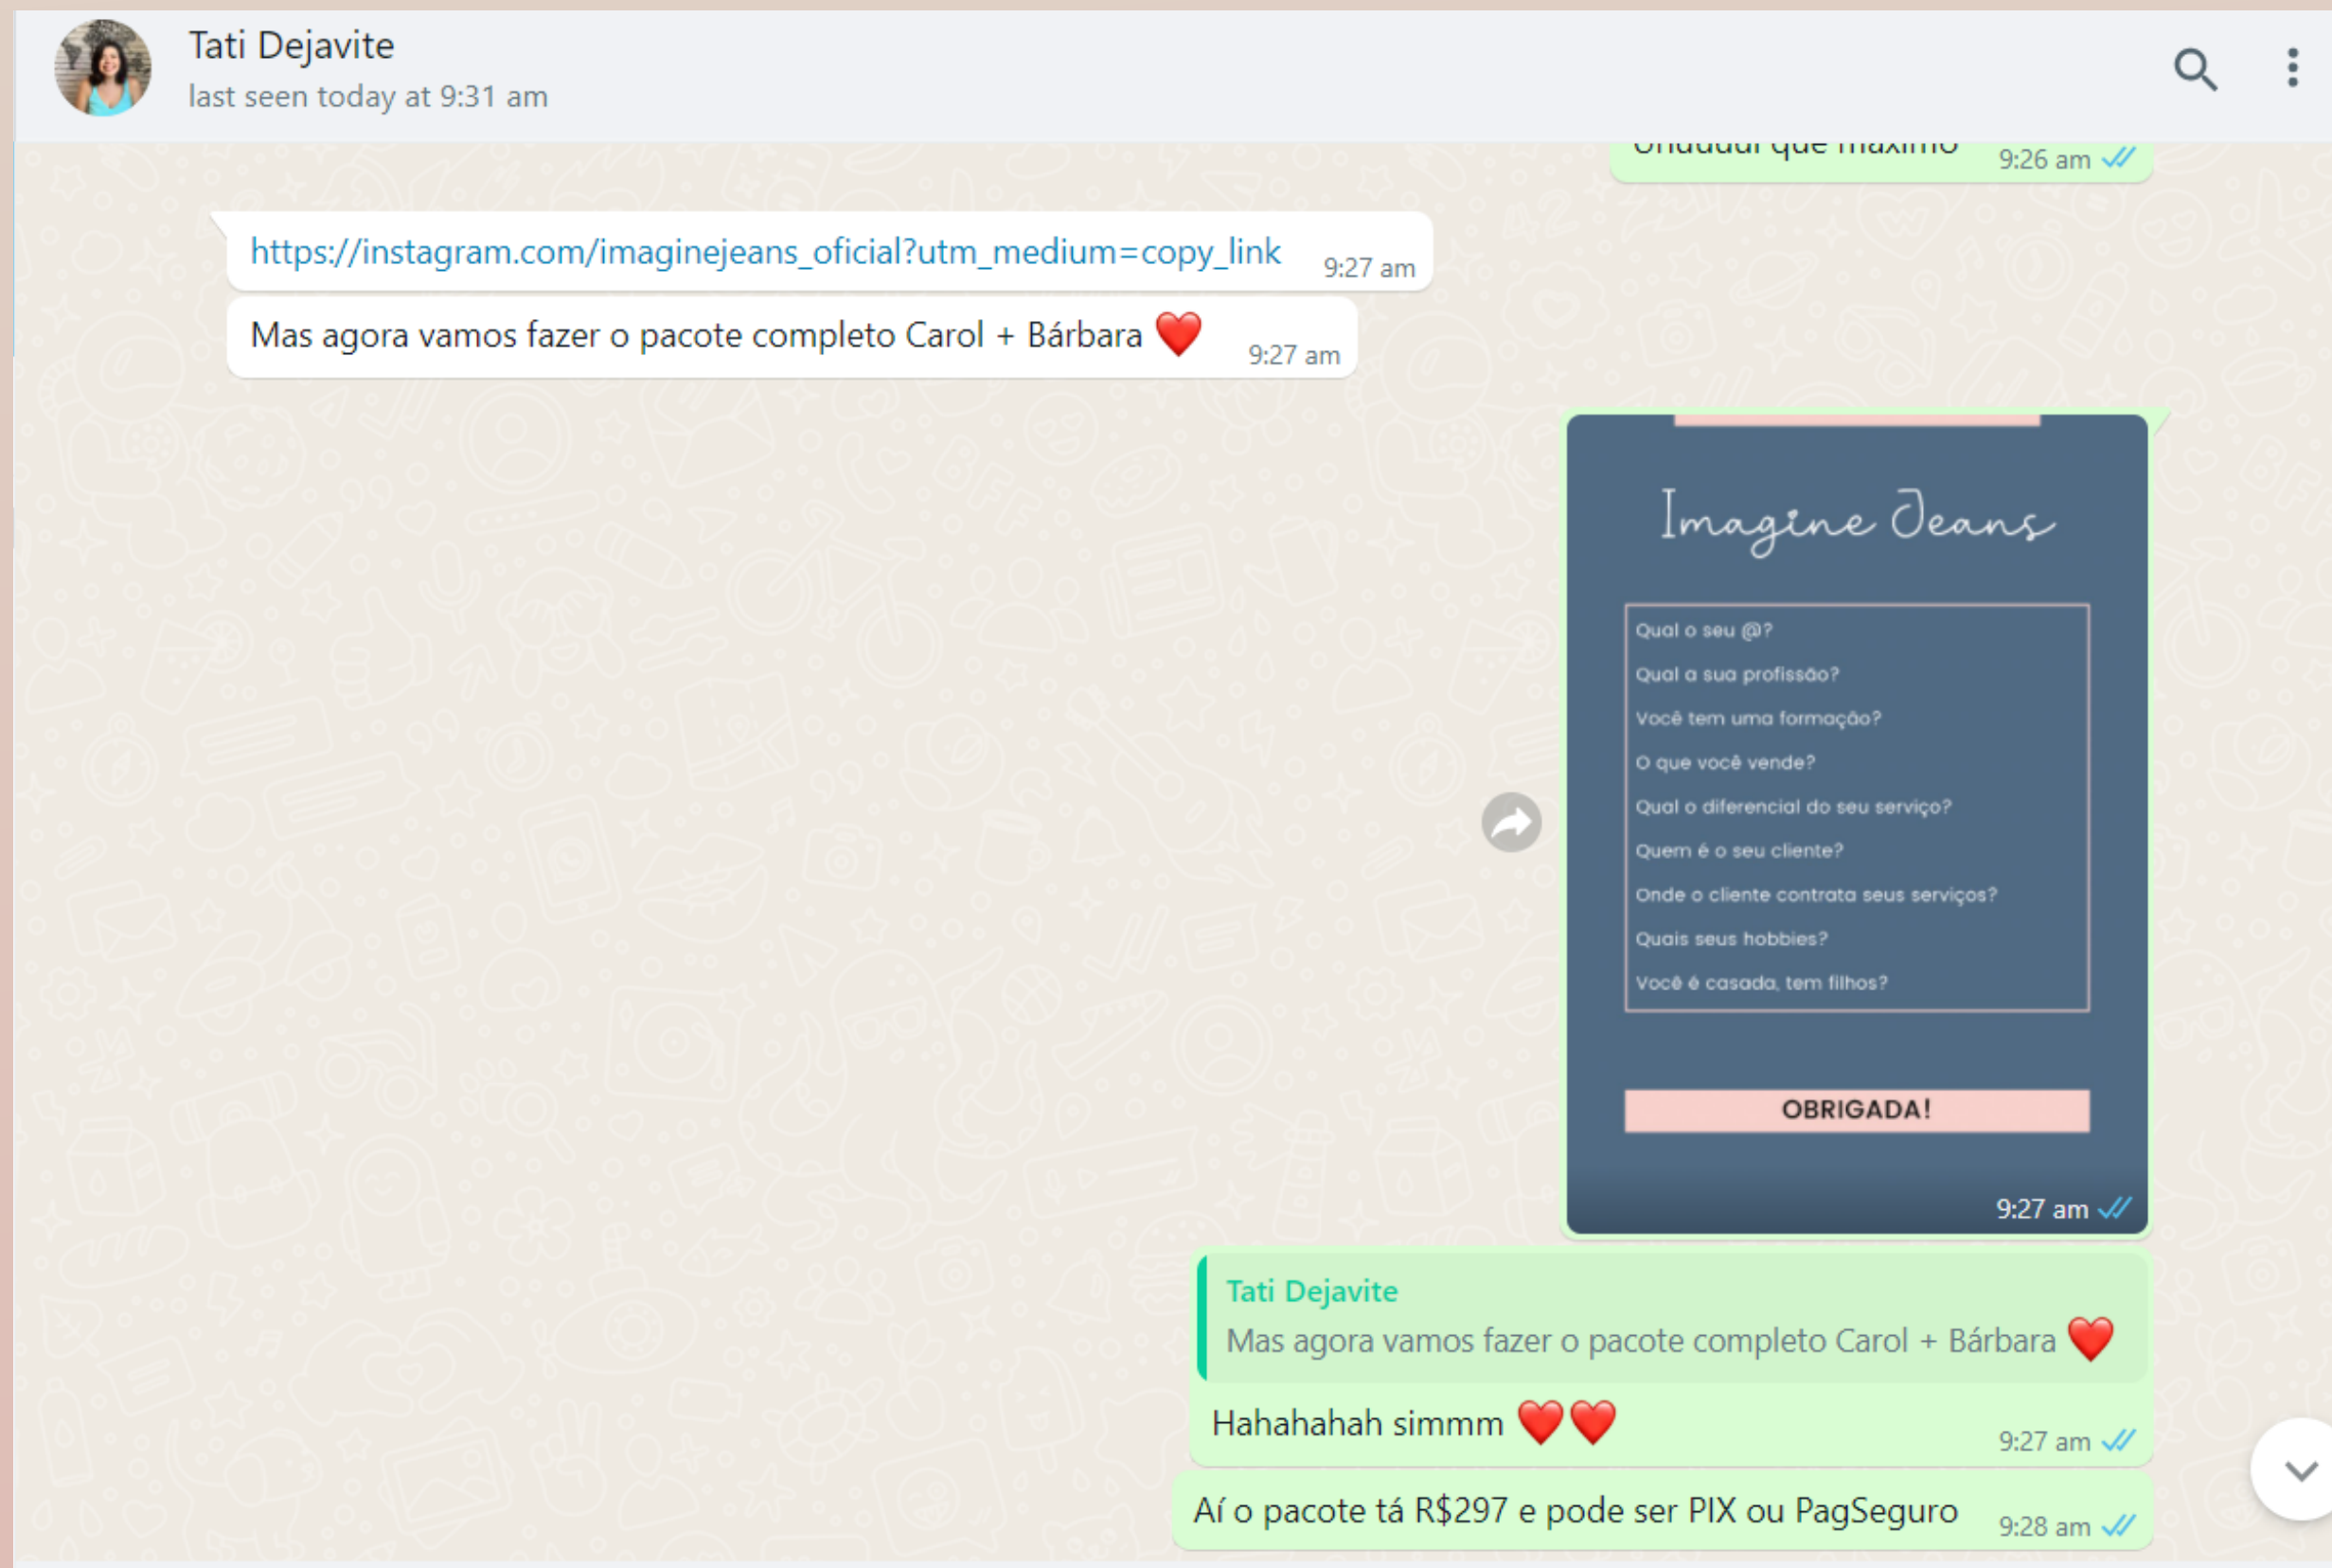 Tati Dejavite
last seen today at 9:31 am
que máximo 9:26 am
https://instagram.com/imaginejeans_oficial?utm_medium=copy_link 9:27 am
Mas agora vamos fazer o pacote completo Carol + Bárbara ❤️ 9:27 am
Imagine Jeans
Qual o seu @?
Qual a sua profissão?
Você tem uma formação?
O que você vende?
Qual o diferencial do seu serviço?
Quem é o seu cliente?
Onde o cliente contrata seus serviços?
Quais seus hobbies?
Você é casada, tem filhos?
OBRIGADA!
9:27 am
Tati Dejavite
Mas agora vamos fazer o pacote completo Carol + Bárbara ❤️
Hahahahah simmm ❤️❤️ 9:27 am
Aí o pacote tá R$297 e pode ser PIX ou PagSeguro 9:28 am